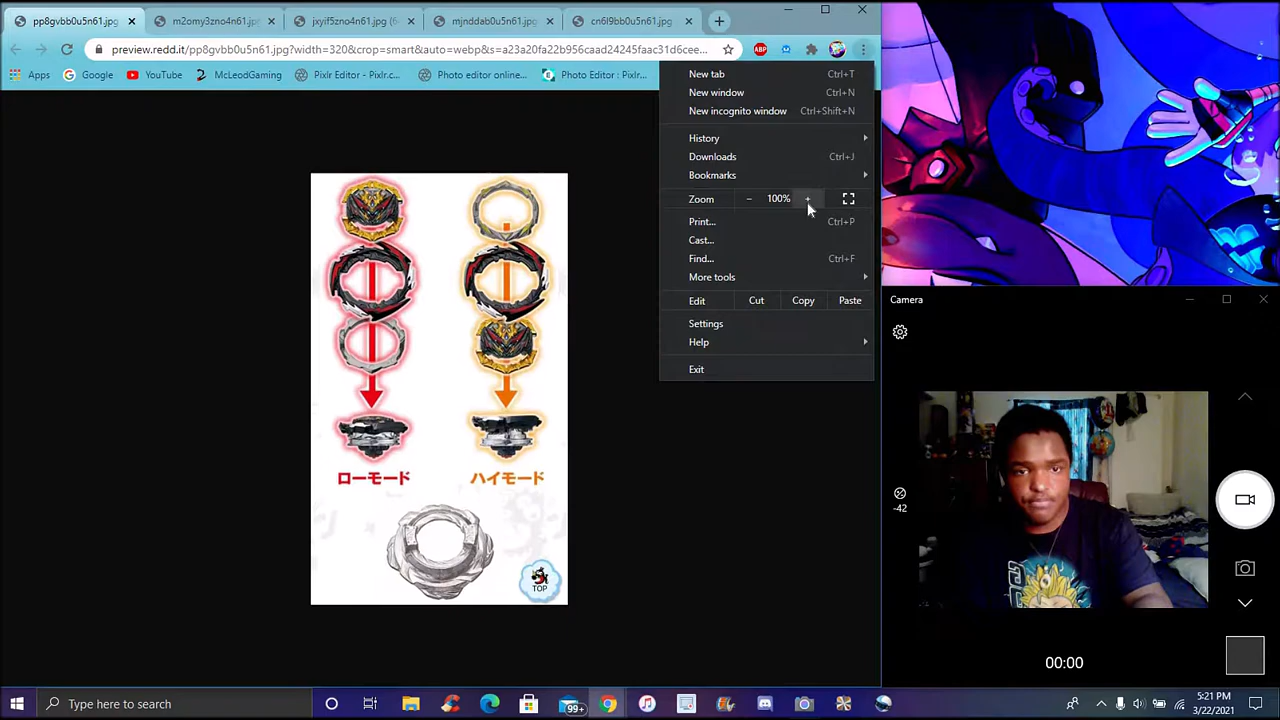 pp8gvbb0u5n61.jpg
m2omy3zno4n61.jpg
jxyif5zno4n61.jpg (6
mjnddab0u5n61.jpg
cn6l9bb0u5n61.jpg
preview.redd.it/pp8gvbb0u5n61.jpg?width=320&crop=smart&auto=webp&s=a23a20fa22b956caad24245faac31d6cee...
ABP
Apps
Google
YouTube
McLeodGaming
Pixlr Editor - Pixlr.c...
Photo editor online...
Photo Editor : Pixlr...
New tab Ctrl+T
New window Ctrl+N
New incognito window Ctrl+Shift+N
History
Downloads Ctrl+J
Bookmarks
Zoom − 100% +
Print... Ctrl+P
Cast...
Find... Ctrl+F
More tools
Edit Cut Copy Paste
Settings
Help
Exit
ローモード
ハイモード
TOP
Camera
-42
00:00
Type here to search
99+
5:21 PM
3/22/2021